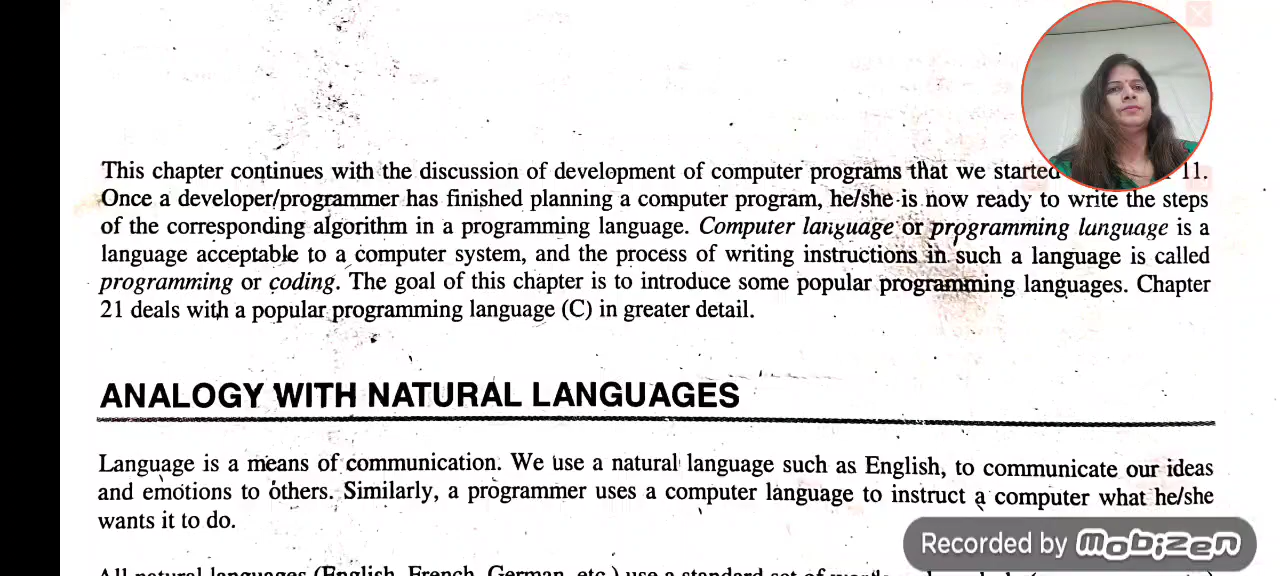 This chapter continues with the discussion of development of computer programs that we started 11.
Once a developer/programmer has finished planning a computer program, he/she is now ready to write the steps
of the corresponding algorithm in a programming language. Computer language or programming language is a
language acceptable to a computer system, and the process of writing instructions in such a language is called
programming or coding. The goal of this chapter is to introduce some popular programming languages. Chapter
21 deals with a popular programming language (C) in greater detail.
ANALOGY WITH NATURAL LANGUAGES
Language is a means of communication. We use a natural language such as English, to communicate our ideas
and emotions to others. Similarly, a programmer uses a computer language to instruct a computer what he/she
wants it to do.
Recorded by mobizen
All natural languages (English, French, German, etc.) use a standard set of